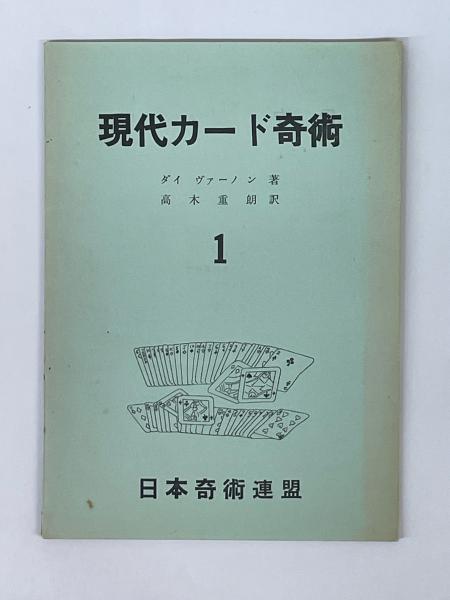 現代カード奇術
ダイ ヴァーノン 著
高木重朗訳
1
日本奇術連盟